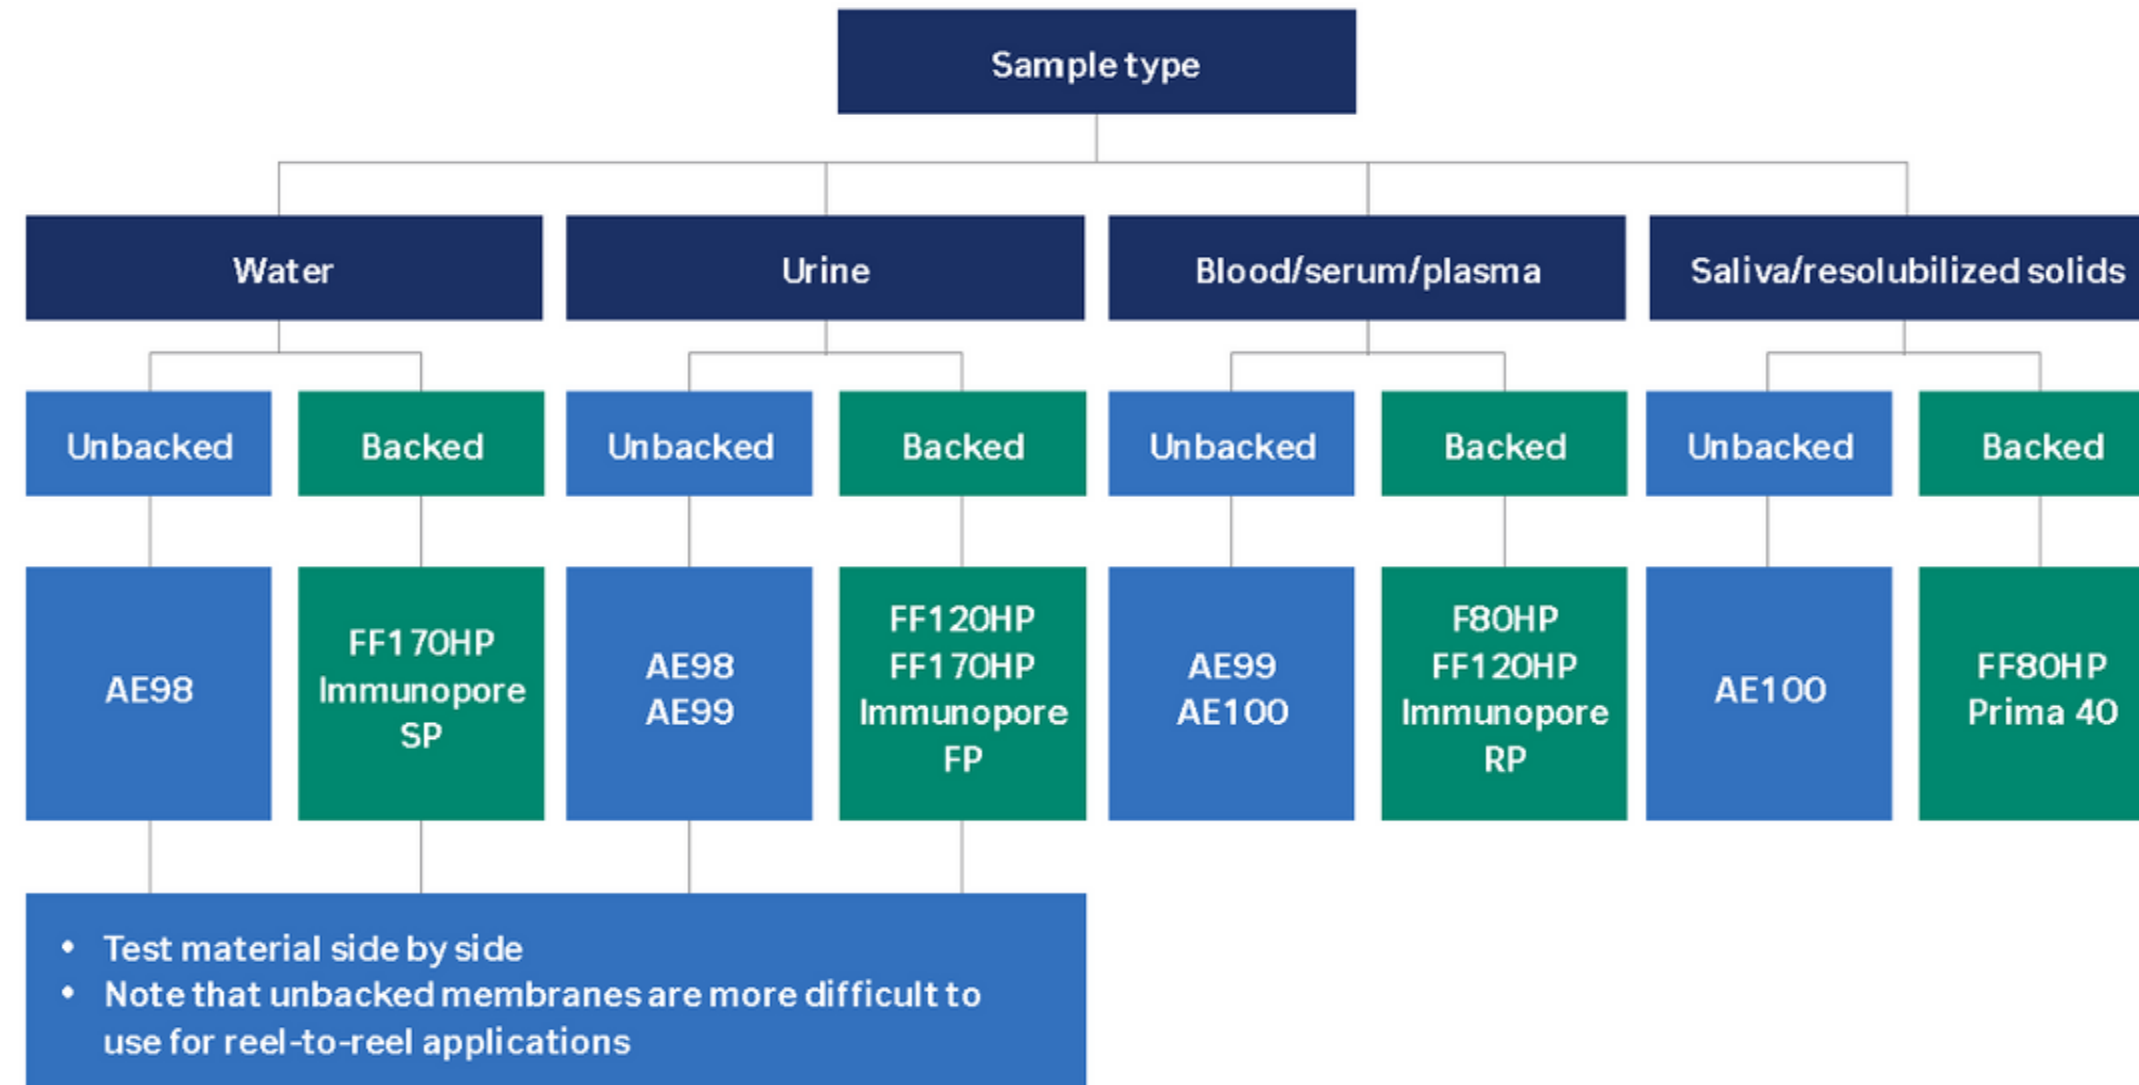 Sample type
Water
Urine
Blood/serum/plasma
Saliva/resolubilized solids
Unbacked
Backed
Unbacked
Backed
Unbacked
Backed
Unbacked
Backed
AE98
FF170HP
Immunopore
SP
AE98
AE99
FF120HP
FF170HP
Immunopore
FP
AE99
AE100
F80HP
FF120HP
Immunopore
RP
AE100
FF80HP
Prima 40
• Test material side by side
• Note that unbacked membranes are more difficult to
use for reel-to-reel applications